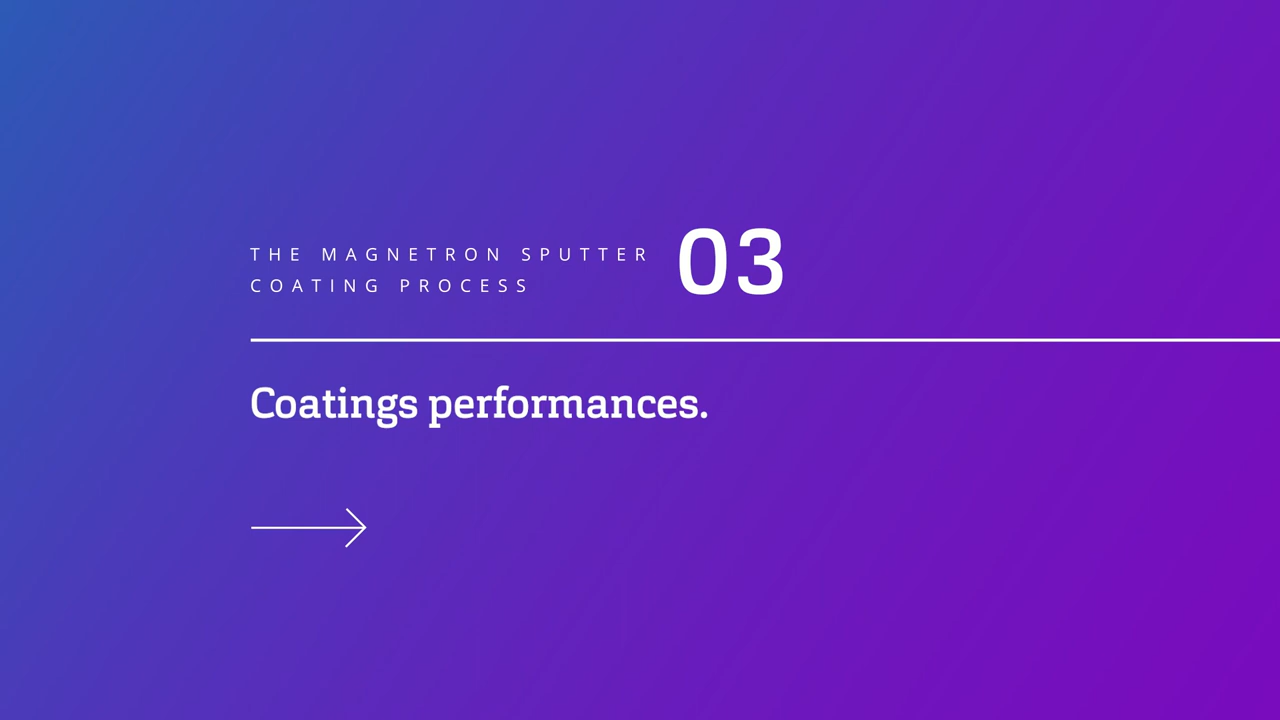 THE MAGNETRON SPUTTER
COATING PROCESS
03
Coatings performances.